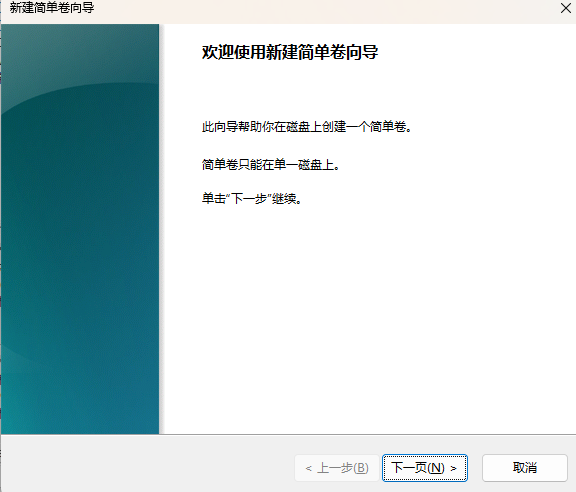 新建简单卷向导
欢迎使用新建简单卷向导
此向导帮助你在磁盘上创建一个简单卷。
简单卷只能在单一磁盘上。
单击"下一步"继续。
< 上一步(B)
下一页(N) >
取消